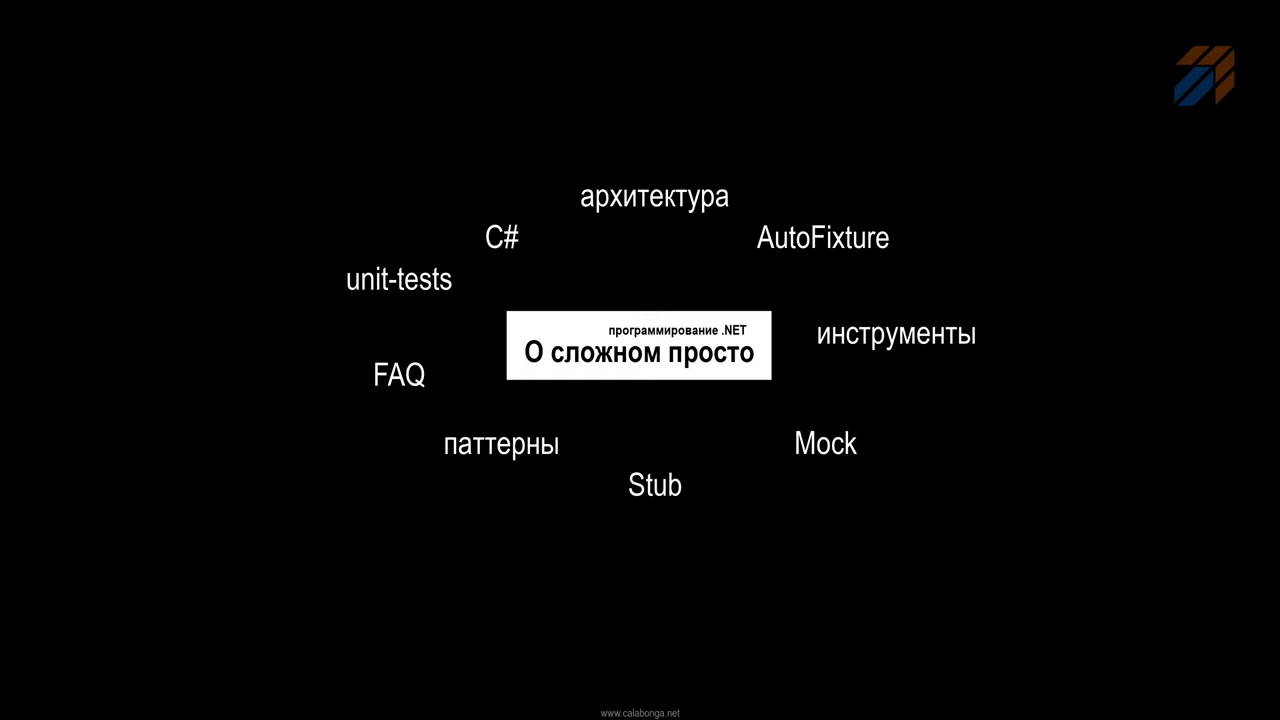 архитектура
C#
AutoFixture
unit-tests
программирование .NET
О сложном просто
инструменты
FAQ
паттерны
Mock
Stub
www.calabonga.net